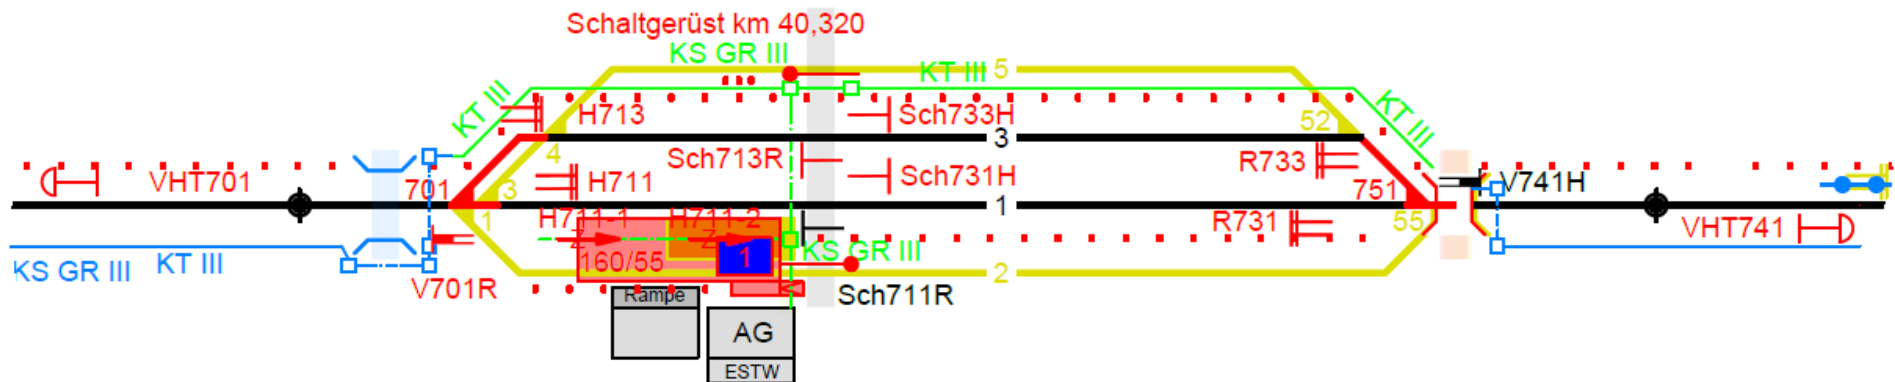 Schaltgerüst km 40,320
KS GR III
KT III
5
KT III
KT III
H713
Sch733H
52
4
3
Sch713R
R733
VHT701
701
3
H711
Sch731H
751
V741H
1
1
H711-1
H711-2
R731
55
VHT741
Z
Z
KS GR III
KT III
160/55
1
KS GR III
2
V701R
Rampe
Sch711R
AG
ESTW